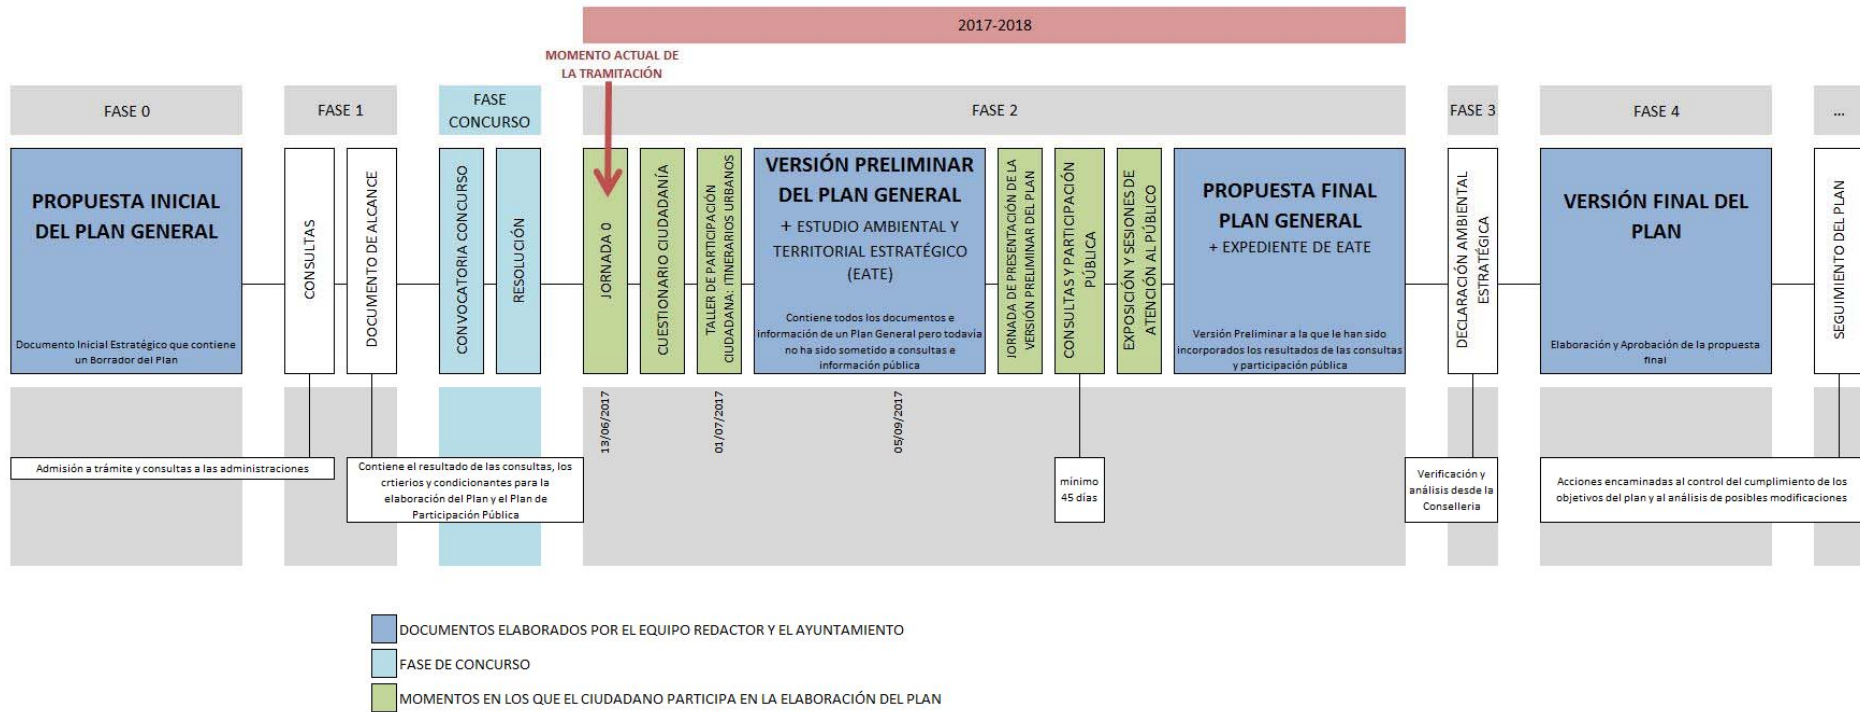 2017-2018
MOMENTO ACTUAL DE
LA TRAMITACIÓN
FASE 0
FASE 1
FASE
CONCURSO
FASE 2
FASE 3
FASE 4
...
PROPUESTA INICIAL
DEL PLAN GENERAL
Documento Inicial Estratégico que contiene
un Borrador del Plan
CONSULTAS
DOCUMENTO DE ALCANCE
CONVOCATORIA CONCURSO
RESOLUCIÓN
JORNADA 0
CUESTIONARIO CIUDADANÍA
TALLER DE PARTICIPACIÓN
CIUDADANA: ITINERARIOS URBANOS
VERSIÓN PRELIMINAR
DEL PLAN GENERAL
+ ESTUDIO AMBIENTAL Y
TERRITORIAL ESTRATÉGICO
(EATE)
Contiene todos los documentos e
información de un Plan General pero todavía
no ha sido sometido a consultas e
información pública
JORNADA DE PRESENTACIÓN DE LA
VERSIÓN PRELIMINAR DEL PLAN
CONSULTAS Y PARTICIPACIÓN
PÚBLICA
EXPOSICIÓN Y SESIONES DE
ATENCIÓN AL PÚBLICO
PROPUESTA FINAL
PLAN GENERAL
+ EXPEDIENTE DE EATE
Versión Preliminar a la que le han sido
incorporados los resultados de las consultas
y participación pública
DECLARACIÓN AMBIENTAL
ESTRATÉGICA
VERSIÓN FINAL DEL
PLAN
Elaboración y Aprobación de la propuesta
final
SEGUIMIENTO DEL PLAN
13/06/2017
01/07/2017
05/09/2017
Admisión a trámite y consultas a las administraciones
Contiene el resultado de las consultas, los
crtierios y condicionantes para la
elaboración del Plan y el Plan de
Participación Pública
mínimo
45 días
Verificación y
análisis desde la
Conselleria
Acciones encaminadas al control del cumplimiento de los
objetivos del plan y al análisis de posibles modificaciones
DOCUMENTOS ELABORADOS POR EL EQUIPO REDACTOR Y EL AYUNTAMIENTO
FASE DE CONCURSO
MOMENTOS EN LOS QUE EL CIUDADANO PARTICIPA EN LA ELABORACIÓN DEL PLAN